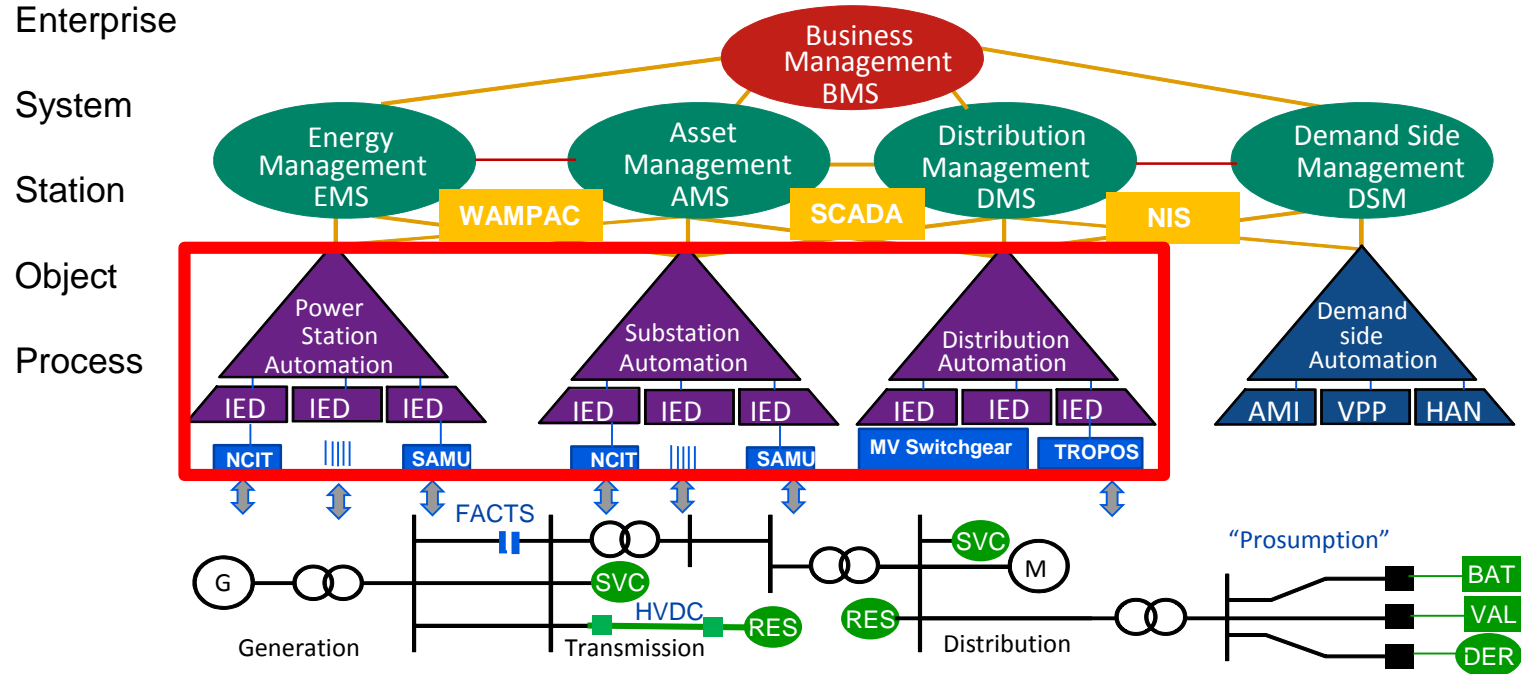 Enterprise
Business
Management
BMS
System
Energy
Management
EMS
Asset
Management
AMS
Distribution
Management
DMS
Demand Side
Management
DSM
Station
WAMPAC
SCADA
NIS
Object
Power
Station
Automation
Substation
Automation
Distribution
Automation
Demand
side
Automation
Process
IED
IED
IED
IED
IED
IED
IED
IED
IED
AMI
VPP
HAN
NCIT
SAMU
NCIT
SAMU
MV Switchgear
TROPOS
FACTS
SVC
"Prosumption"
G
SVC
M
BAT
HVDC
RES
RES
VAL
Generation
Transmission
Distribution
DER